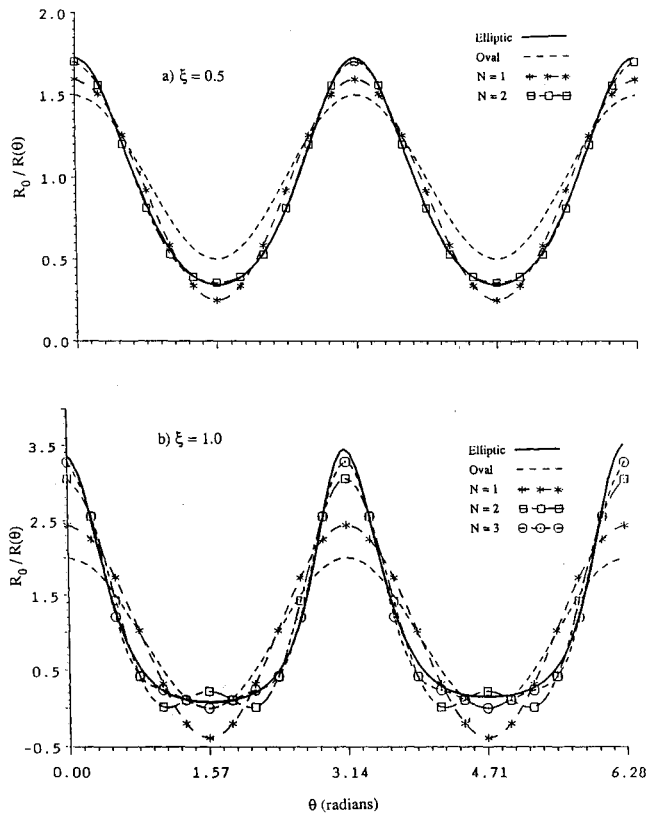 2.0
Elliptic
Oval
N = 1
N = 2
a) ξ = 0.5
1.5
1.0
0.5
0.0
R₀ / R(θ)
3.5
b) ξ = 1.0
Elliptic
Oval
N = 1
N = 2
N = 3
2.5
1.5
0.5
-0.5
R₀ / R(θ)
0.00 1.57 3.14 4.71 6.28
θ (radians)